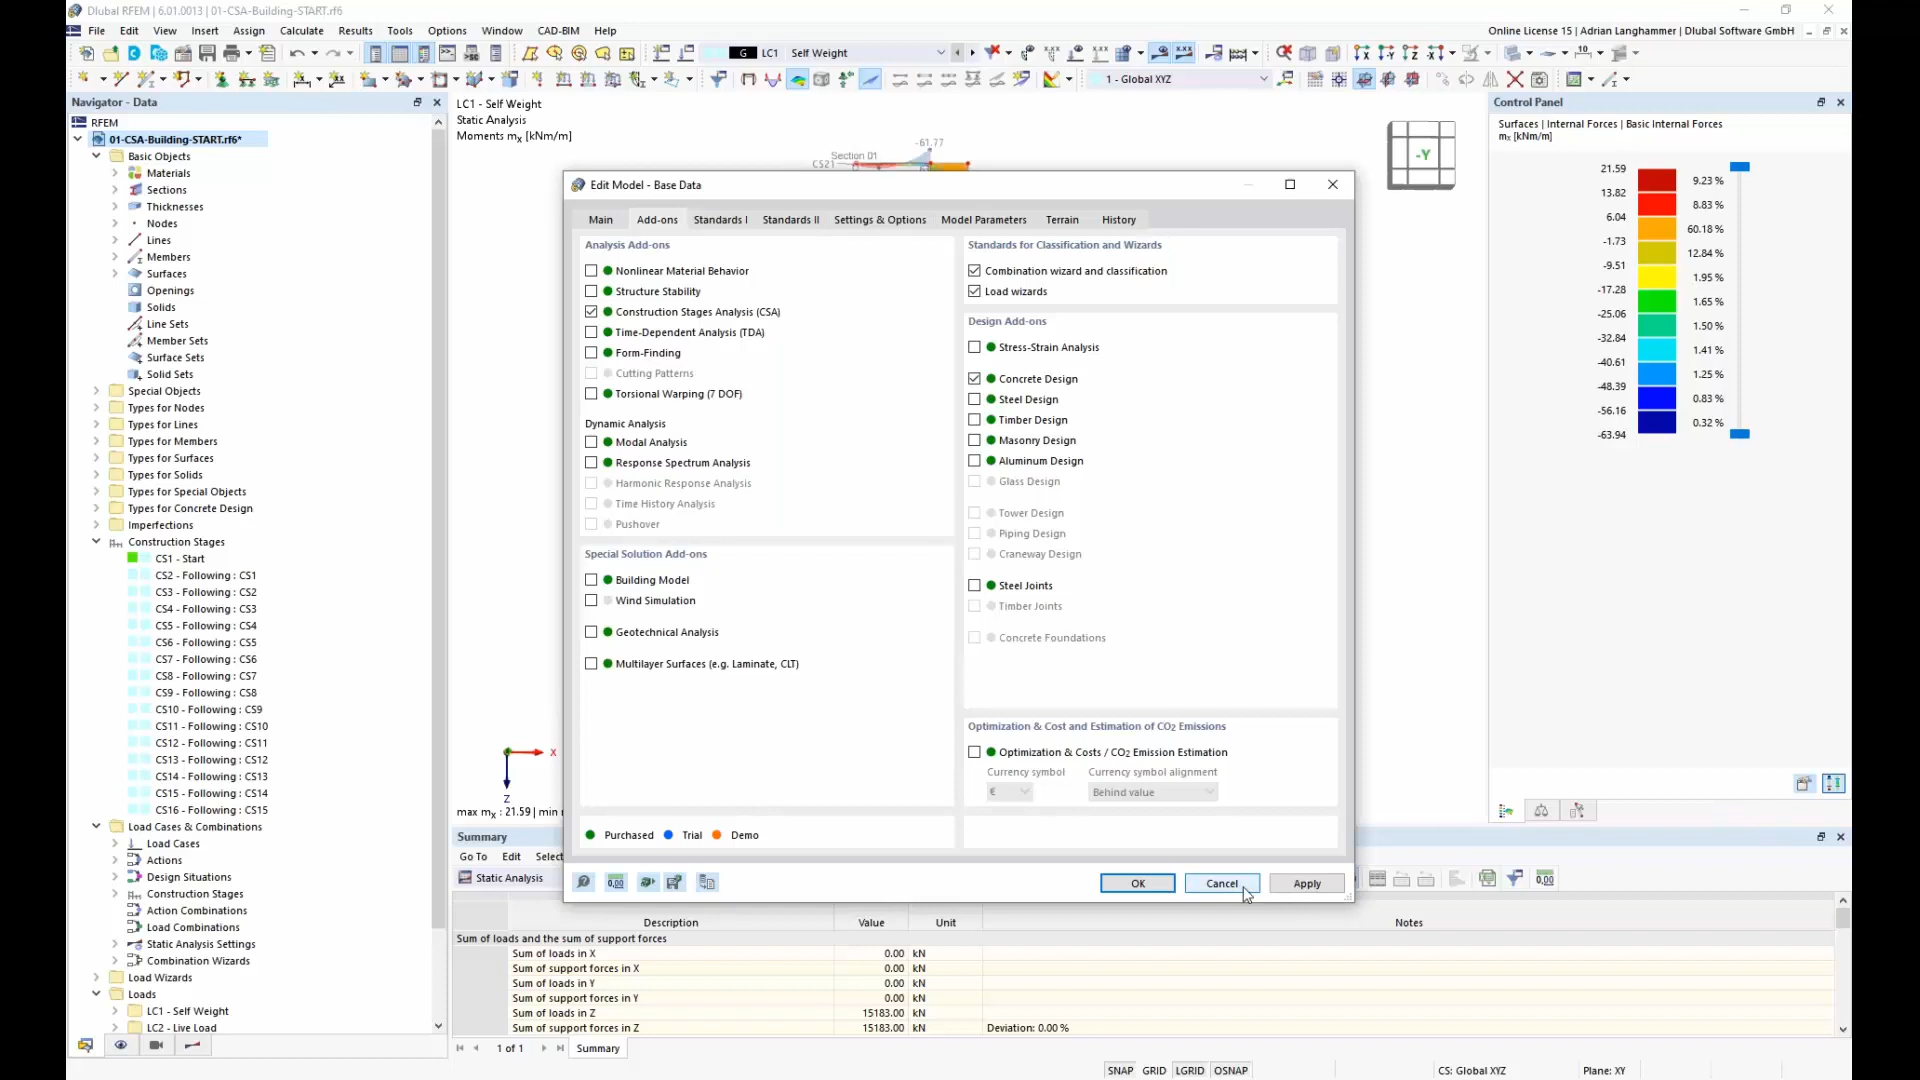 Dlubal RFEM | 6.01.0013 | 01-CSA-Building-START.rf6
File Edit View Insert Assign Calculate Results Tools Options Window CAD-BIM Help
Online License 15 | Adrian Langhammer | Dlubal Software GmbH
G LC1 Self Weight
1 - Global XYZ
Navigator - Data
RFEM
01-CSA-Building-START.rf6*
Basic Objects
Materials
Sections
Thicknesses
Nodes
Lines
Members
Surfaces
Openings
Solids
Line Sets
Member Sets
Surface Sets
Solid Sets
Special Objects
Types for Nodes
Types for Lines
Types for Members
Types for Surfaces
Types for Solids
Types for Special Objects
Types for Concrete Design
Imperfections
Construction Stages
CS1 - Start
CS2 - Following : CS1
CS3 - Following : CS2
CS4 - Following : CS3
CS5 - Following : CS4
CS6 - Following : CS5
CS7 - Following : CS6
CS8 - Following : CS7
CS9 - Following : CS8
CS10 - Following : CS9
CS11 - Following : CS10
CS12 - Following : CS11
CS13 - Following : CS12
CS14 - Following : CS13
CS15 - Following : CS14
CS16 - Following : CS15
Load Cases & Combinations
Load Cases
Actions
Design Situations
Construction Stages
Action Combinations
Load Combinations
Static Analysis Settings
Combination Wizards
Load Wizards
Loads
LC1 - Self Weight
LC2 - Live Load
LC1 - Self Weight
Static Analysis
Moments mx [kNm/m]
-61.77
Section 01
CS21
X
Z
max mx : 21.59 | min
-Y
Edit Model - Base Data
Main Add-ons Standards I Standards II Settings & Options Model Parameters Terrain History
Analysis Add-ons
Nonlinear Material Behavior
Structure Stability
Construction Stages Analysis (CSA)
Time-Dependent Analysis (TDA)
Form-Finding
Cutting Patterns
Torsional Warping (7 DOF)
Dynamic Analysis
Modal Analysis
Response Spectrum Analysis
Harmonic Response Analysis
Time History Analysis
Pushover
Special Solution Add-ons
Building Model
Wind Simulation
Geotechnical Analysis
Multilayer Surfaces (e.g. Laminate, CLT)
Purchased Trial Demo
Standards for Classification and Wizards
Combination wizard and classification
Load wizards
Design Add-ons
Stress-Strain Analysis
Concrete Design
Steel Design
Timber Design
Masonry Design
Aluminum Design
Glass Design
Tower Design
Piping Design
Craneway Design
Steel Joints
Timber Joints
Concrete Foundations
Optimization & Cost and Estimation of CO2 Emissions
Optimization & Costs / CO2 Emission Estimation
Currency symbol Currency symbol alignment
€ Behind value
OK Cancel Apply
Control Panel
Surfaces | Internal Forces | Basic Internal Forces
mx [kNm/m]
21.59
9.23 %
13.82
8.83 %
6.04
60.18 %
-1.73
12.84 %
-9.51
1.95 %
-17.28
1.65 %
-25.06
1.50 %
-32.84
1.41 %
-40.61
1.25 %
-48.39
0.83 %
-56.16
0.32 %
-63.94
Summary
Go To Edit Select
Static Analysis
Description Value Unit Notes
Sum of loads and the sum of support forces
Sum of loads in X 0.00 kN
Sum of support forces in X 0.00 kN
Sum of loads in Y 0.00 kN
Sum of support forces in Y 0.00 kN
Sum of loads in Z 15183.00 kN
Sum of support forces in Z 15183.00 kN Deviation: 0.00 %
1 of 1 Summary
SNAP GRID LGRID OSNAP CS: Global XYZ Plane: XY